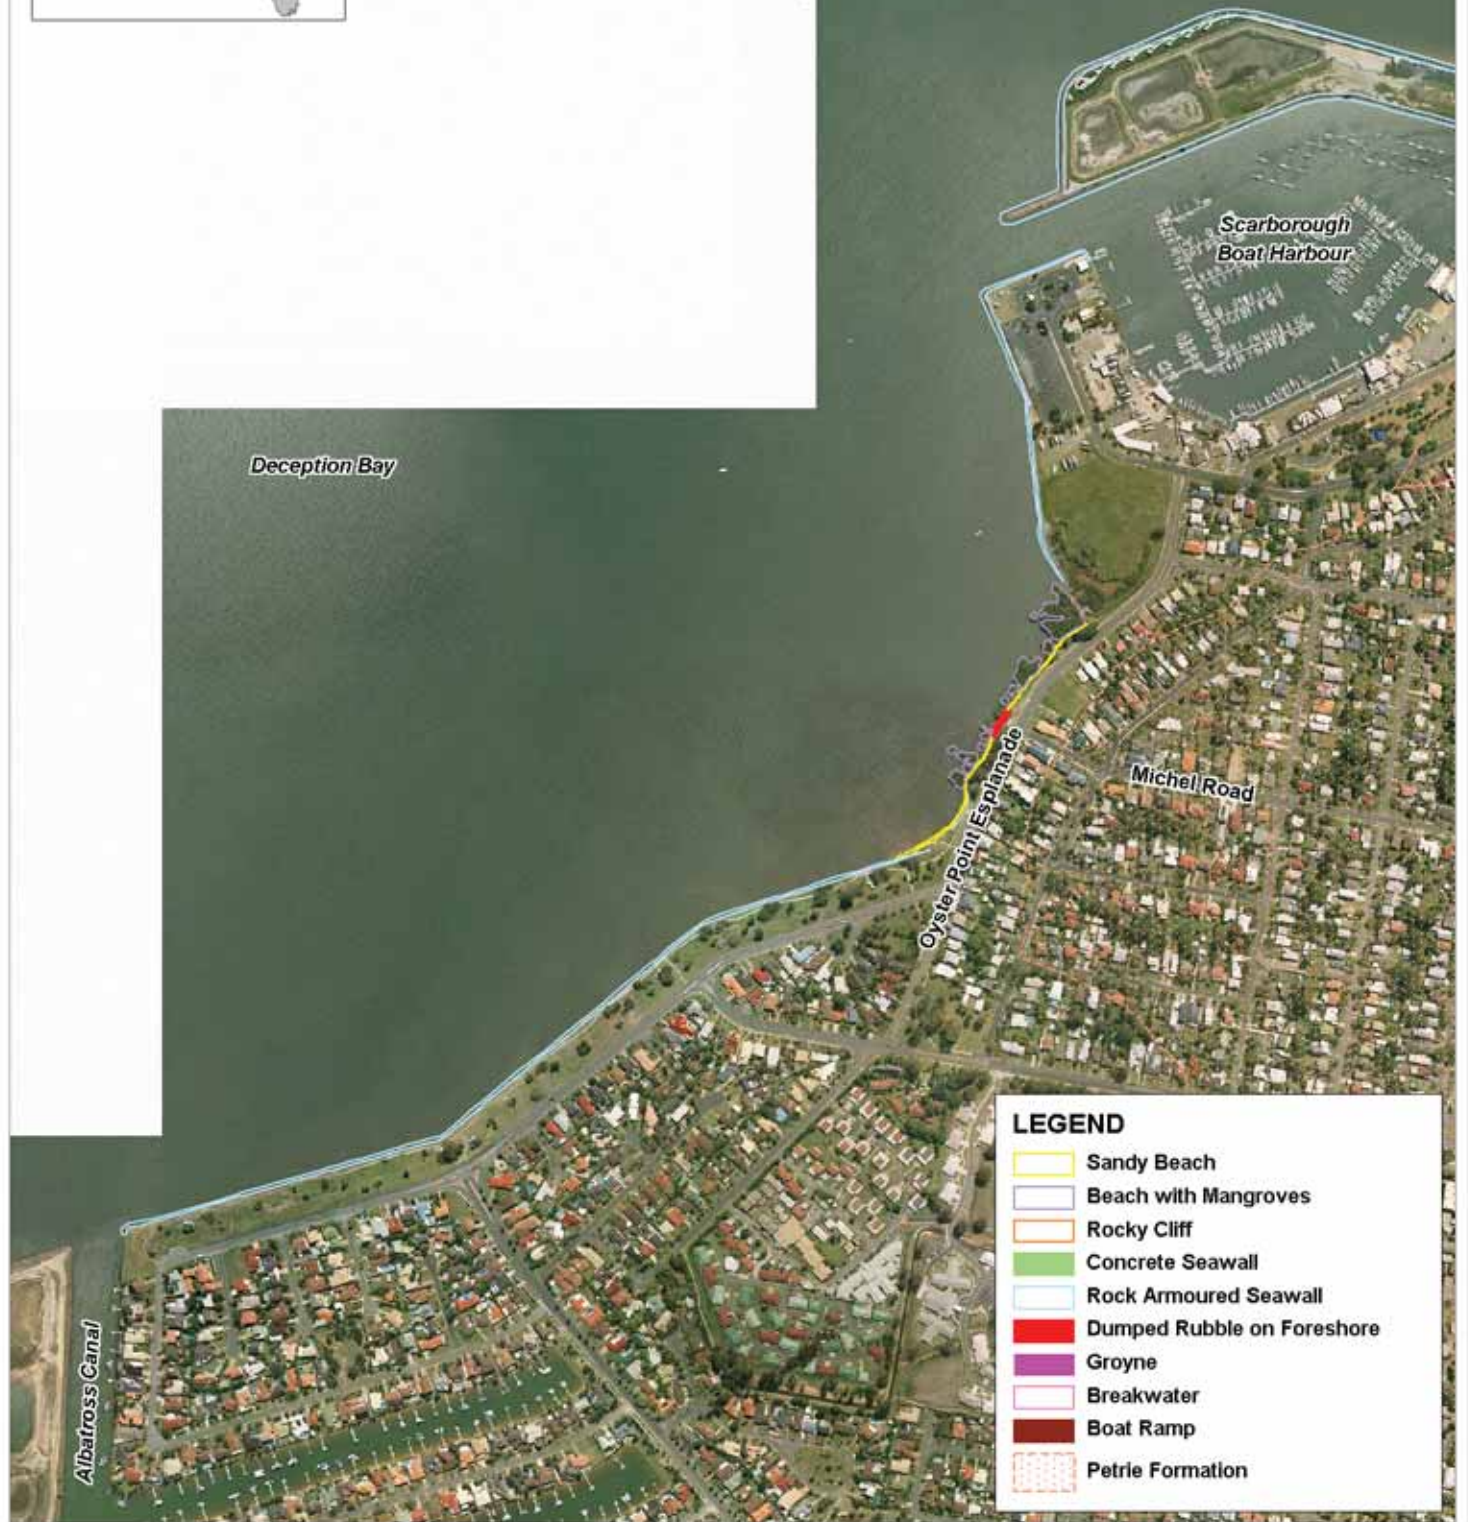 Scarborough
Boat Harbour
Deception Bay
Michel Road
Oyster Point Esplanade
Albatross Canal
LEGEND
Sandy Beach
Beach with Mangroves
Rocky Cliff
Concrete Seawall
Rock Armoured Seawall
Dumped Rubble on Foreshore
Groyne
Breakwater
Boat Ramp
Petrie Formation